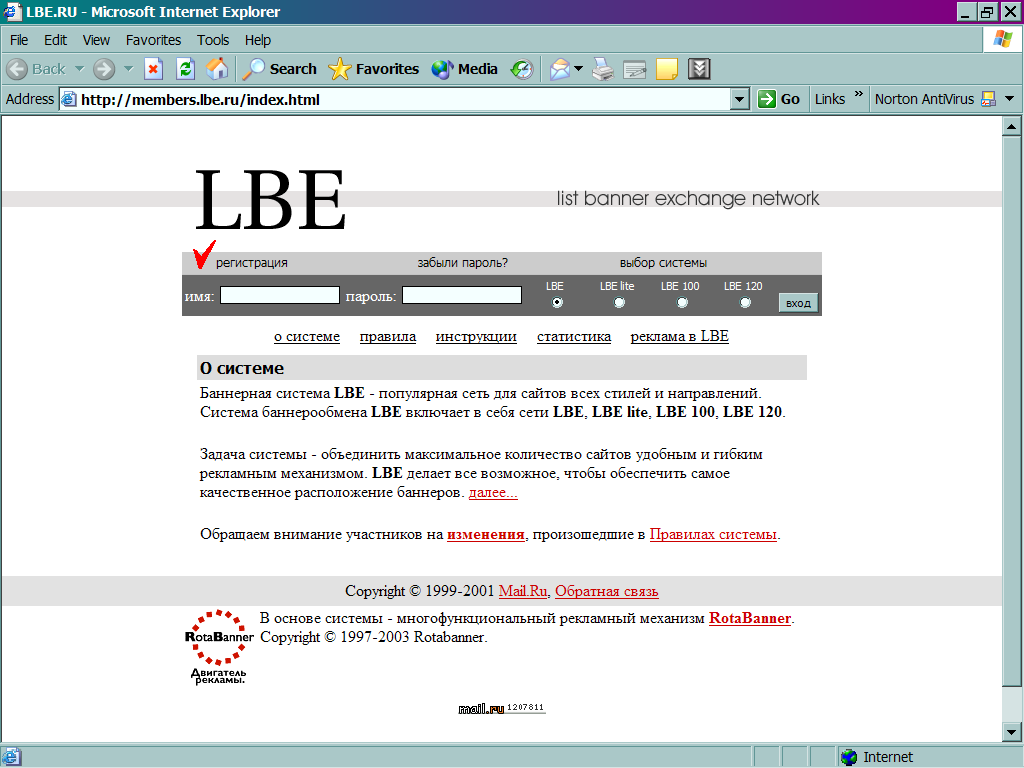 LBE.RU - Microsoft Internet Explorer
File Edit View Favorites Tools Help
Back Search Favorites Media
Address http://members.lbe.ru/index.html Go Links » Norton AntiVirus
LBE
list banner exchange network
регистрация забыли пароль? выбор системы
LBE LBE lite LBE 100 LBE 120
имя: пароль: вход
о системе правила инструкции статистика реклама в LBE
О системе
Баннерная система LBE - популярная сеть для сайтов всех стилей и направлений.
Система баннерообмена LBE включает в себя сети LBE, LBE lite, LBE 100, LBE 120.
Задача системы - объединить максимальное количество сайтов удобным и гибким
рекламным механизмом. LBE делает все возможное, чтобы обеспечить самое
качественное расположение баннеров. далее...
Обращаем внимание участников на изменения, произошедшие в Правилах системы.
Copyright © 1999-2001 Mail.Ru, Обратная связь
В основе системы - многофункциональный рекламный механизм RotaBanner.
Copyright © 1997-2003 Rotabanner.
RotaBanner
Двигатель
рекламы.
mail.ru 1207811
Internet